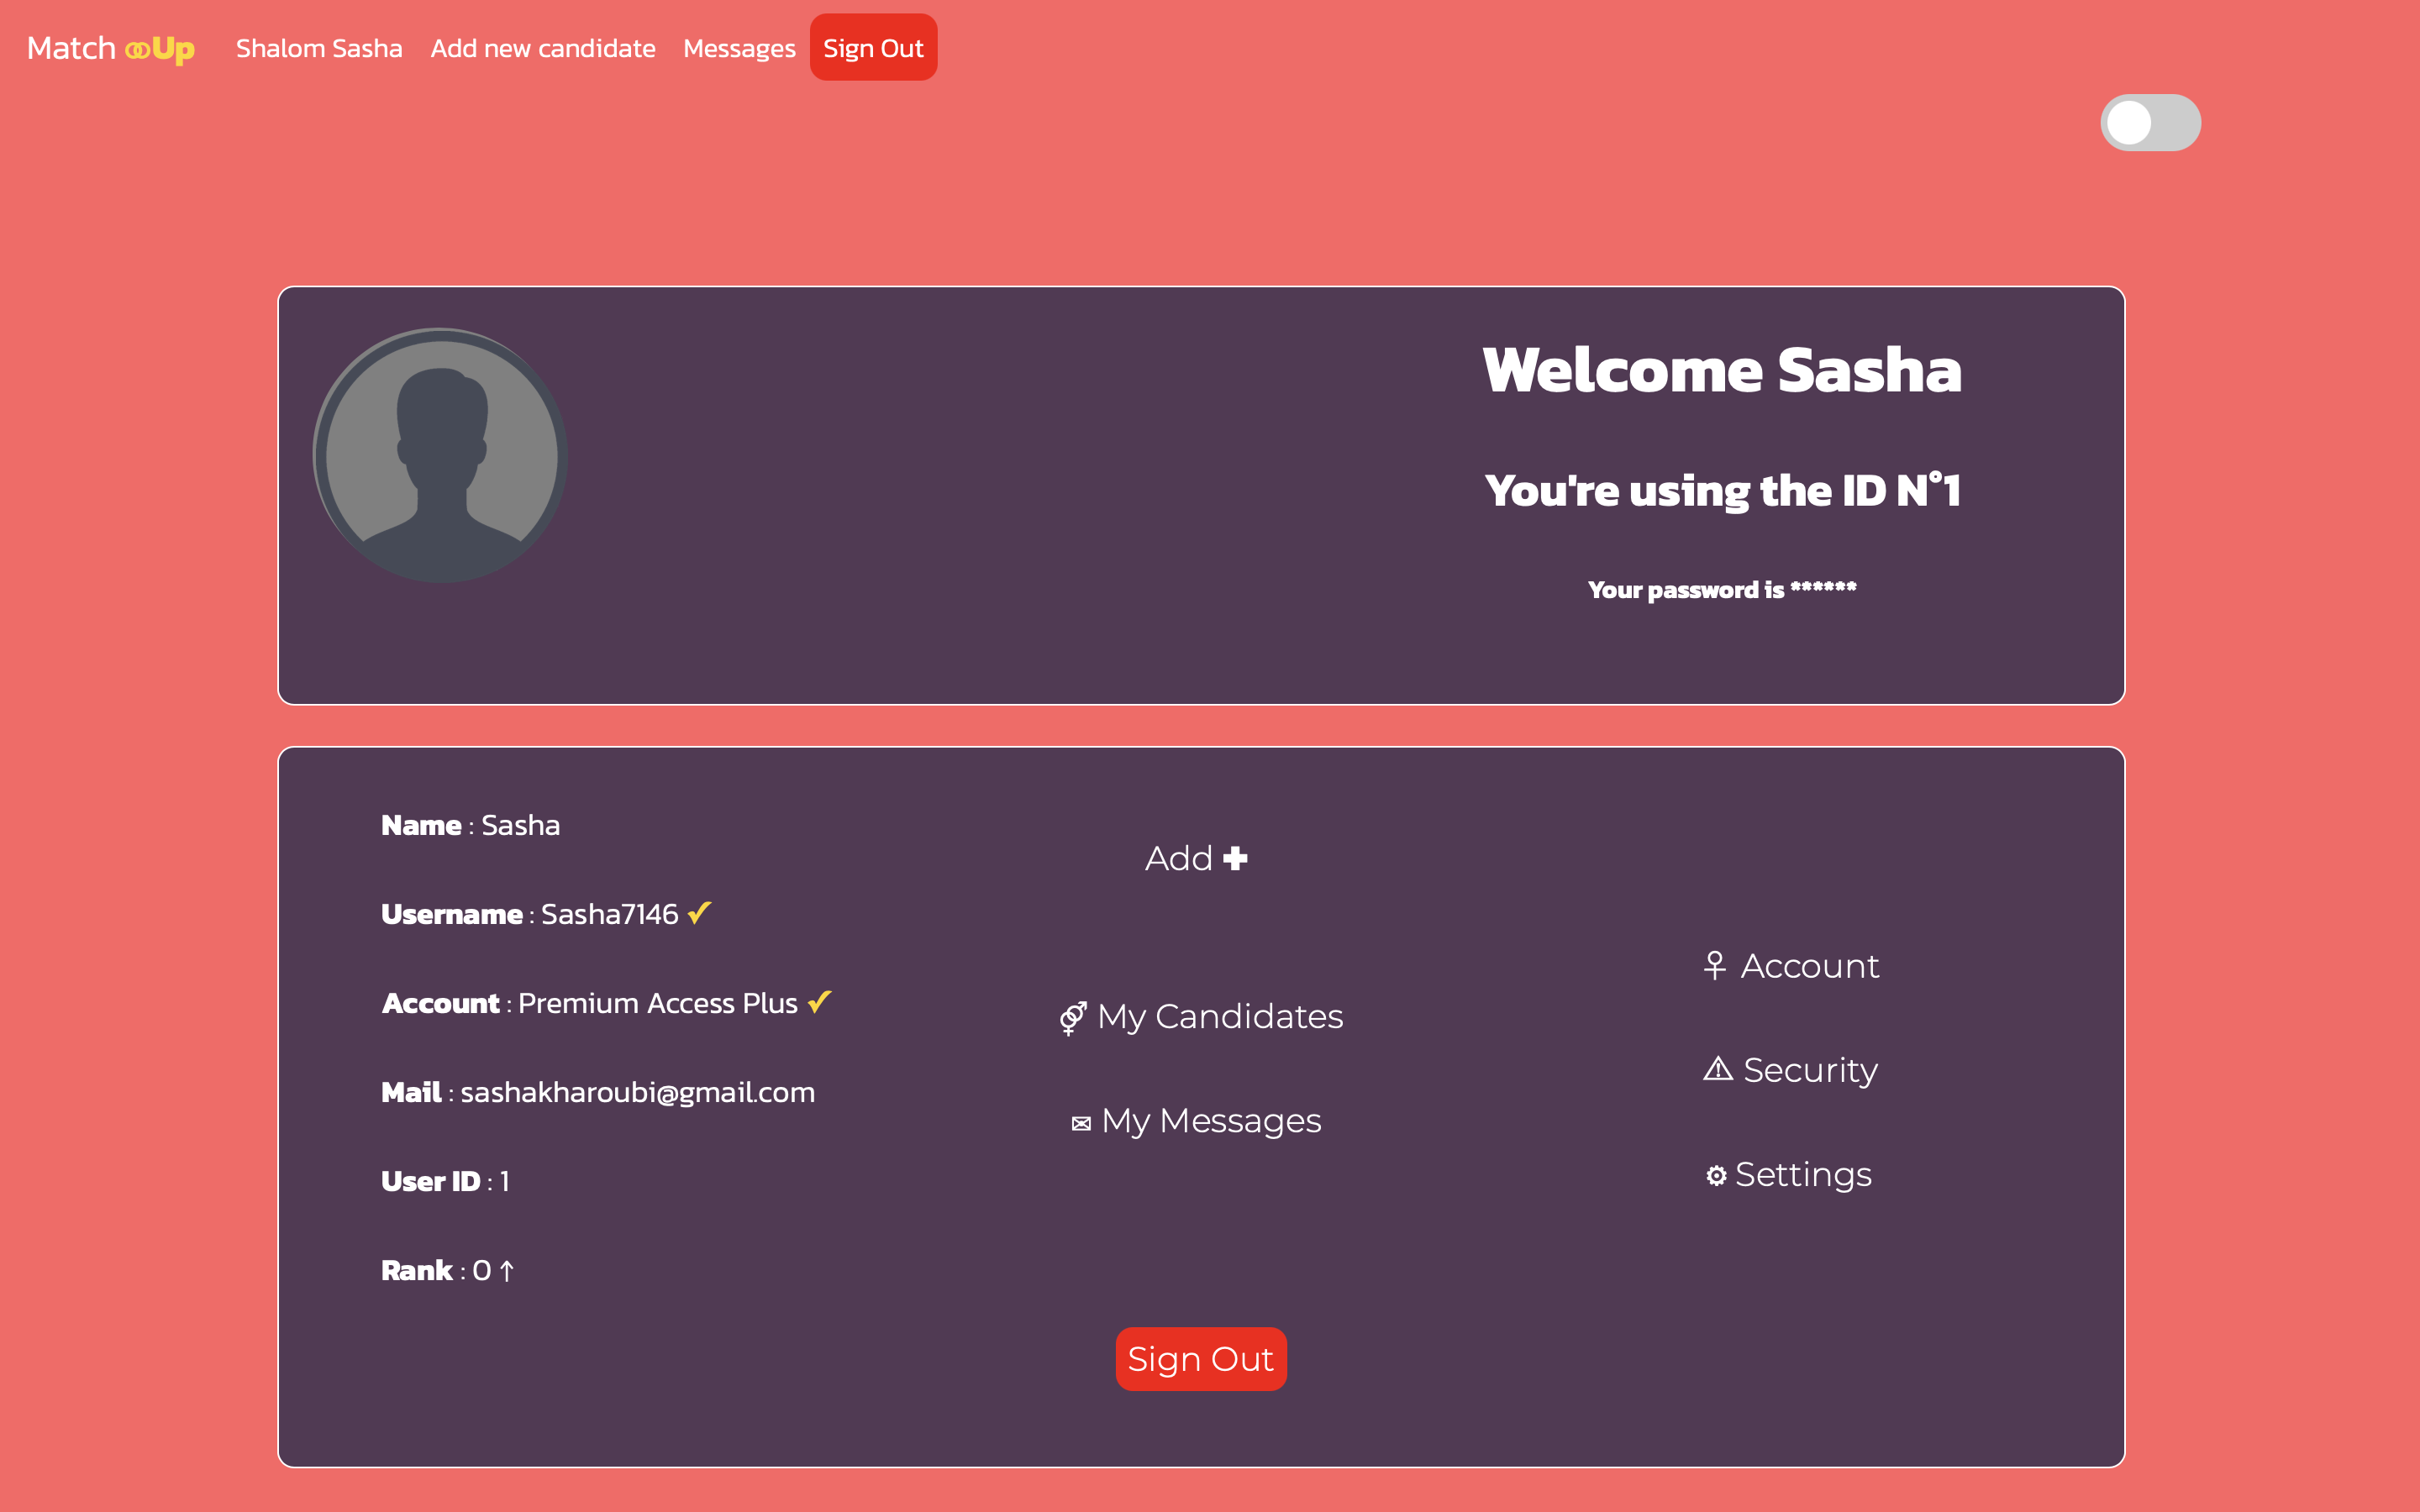 Match ⚭Up Shalom Sasha Add new candidate Messages Sign Out
Welcome Sasha
You're using the ID N°1
Your password is ******
Name : Sasha
Username : Sasha7146 ✓
Account : Premium Access Plus ✓
Mail : sashakharoubi@gmail.com
User ID : 1
Rank : 0 ↑
Add ✚
⚤ My Candidates
✉ My Messages
Sign Out
♀ Account
⚠ Security
⚙ Settings